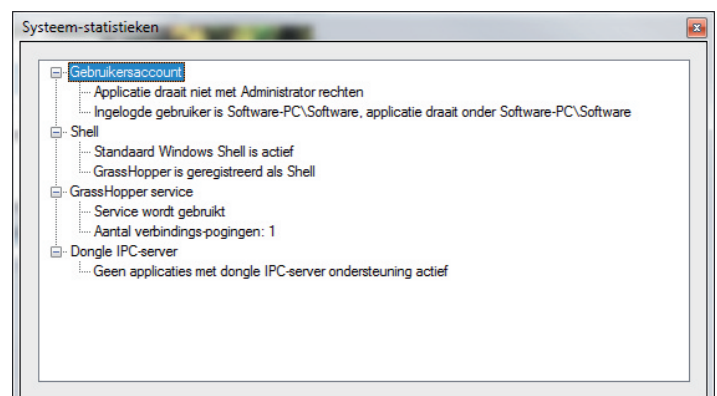 Systeem-statistieken
Gebruikersaccount
Applicatie draait niet met Administrator rechten
Ingelogde gebruiker is Software-PC\Software, applicatie draait onder Software-PC\Software
Shell
Standaard Windows Shell is actief
GrassHopper is geregistreerd als Shell
GrassHopper service
Service wordt gebruikt
Aantal verbindings-pogingen: 1
Dongle IPC-server
Geen applicaties met dongle IPC-server ondersteuning actief